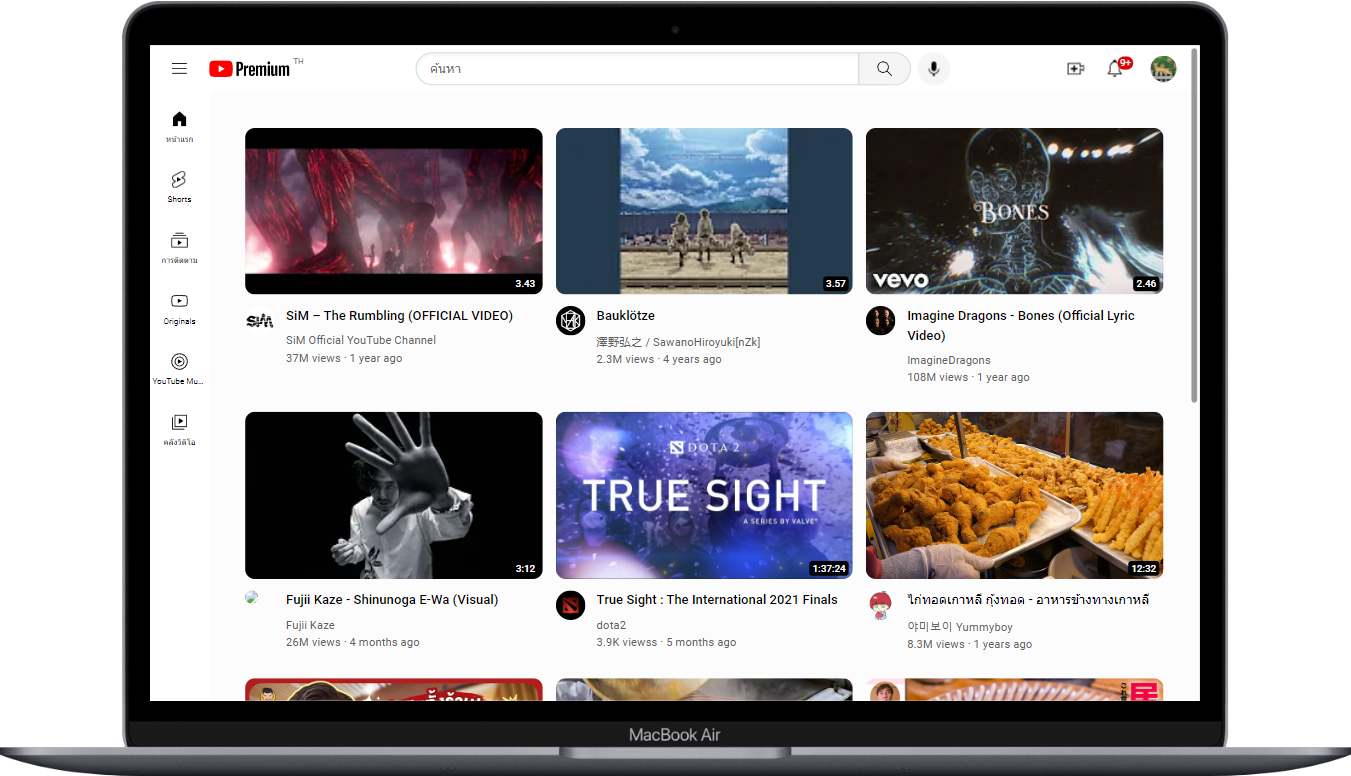 Premium TH
ค้นหา
9+
หน้าแรก
Shorts
การติดตาม
Originals
YouTube Mu...
คลังวิดีโอ
3.43
3.57
BONES
vevo
2.46
SiM
SiM – The Rumbling (OFFICIAL VIDEO)
SiM Official YouTube Channel
37M views · 1 year ago
Bauklötze
澤野弘之 / SawanoHiroyuki[nZk]
2.3M views · 4 years ago
Imagine Dragons - Bones (Official Lyric
Video)
ImagineDragons
108M views · 1 year ago
3:12
DOTA 2
TRUE SIGHT
A SERIES BY VALVE
1:37:24
12:32
Fujii Kaze - Shinunoga E-Wa (Visual)
Fujii Kaze
26M views · 4 months ago
True Sight : The International 2021 Finals
dota2
3.9K viewss · 5 months ago
ไก่ทอดเกาหลี กุ้งทอด - อาหารข้างทางเกาหลี
야미보이 Yummyboy
8.3M views · 1 years ago
MacBook Air